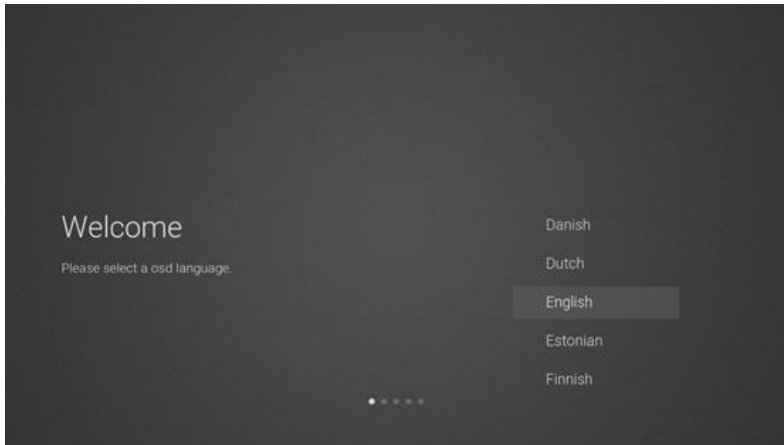 Welcome
Please select a osd language.
Danish
Dutch
English
Estonian
Finnish